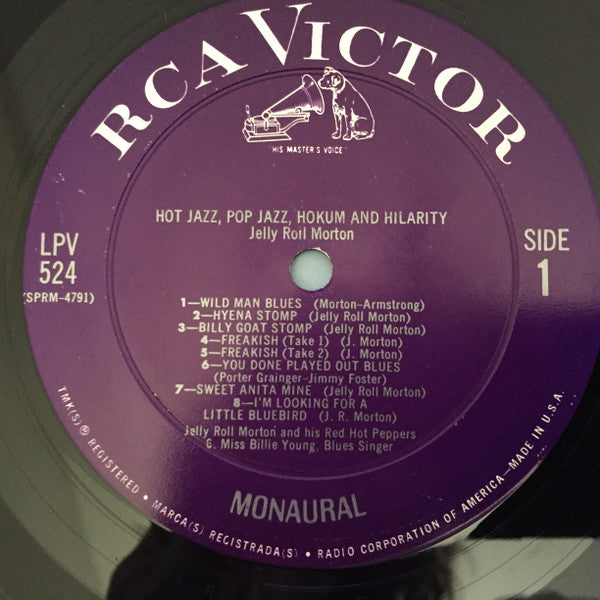 RCA VICTOR
"HIS MASTER'S VOICE"
HOT JAZZ, POP JAZZ, HOKUM AND HILARITY
Jelly Roll Morton
LPV
524
(SPRM-4791)
SIDE
1
1—WILD MAN BLUES (Morton-Armstrong)
2—HYENA STOMP (Jelly Roll Morton)
3—BILLY GOAT STOMP (Jelly Roll Morton)
4—FREAKISH (Take 1) (J. Morton)
5—FREAKISH (Take 2) (J. Morton)
6—YOU DONE PLAYED OUT BLUES
(Porter Grainger-Jimmy Foster)
7—SWEET ANITA MINE (Jelly Roll Morton)
8—I'M LOOKING FOR A
LITTLE BLUEBIRD (J. R. Morton)
Jelly Roll Morton and his Red Hot Peppers
6. Miss Billie Young, Blues Singer
MONAURAL
TMK(S) ® REGISTERED • MARCA(S) REGISTRADA(S) • RADIO CORPORATION OF AMERICA—MADE IN U.S.A.